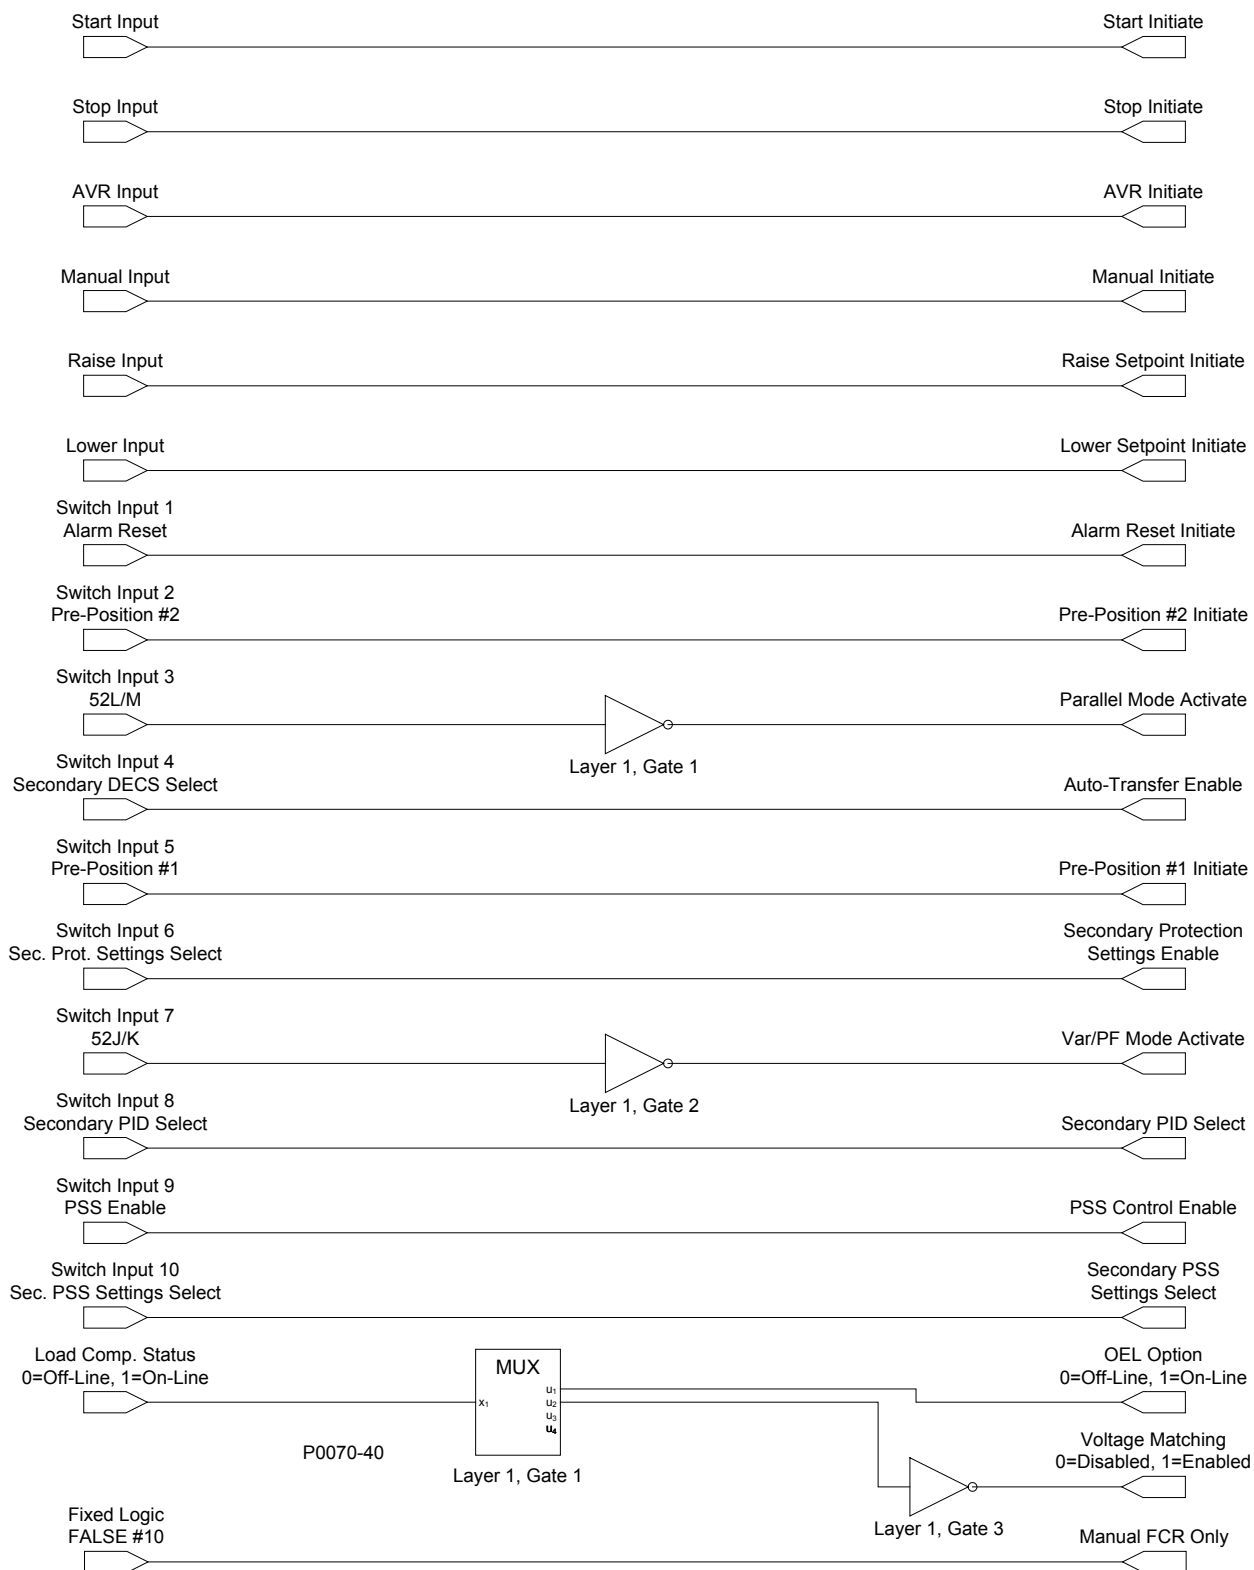 Start Input
Start Initiate
Stop Input
Stop Initiate
AVR Input
AVR Initiate
Manual Input
Manual Initiate
Raise Input
Raise Setpoint Initiate
Lower Input
Lower Setpoint Initiate
Switch Input 1
Alarm Reset
Alarm Reset Initiate
Switch Input 2
Pre-Position #2
Pre-Position #2 Initiate
Switch Input 3
52L/M
Parallel Mode Activate
Layer 1, Gate 1
Switch Input 4
Secondary DECS Select
Auto-Transfer Enable
Switch Input 5
Pre-Position #1
Pre-Position #1 Initiate
Switch Input 6
Sec. Prot. Settings Select
Secondary Protection
Settings Enable
Switch Input 7
52J/K
Var/PF Mode Activate
Layer 1, Gate 2
Switch Input 8
Secondary PID Select
Secondary PID Select
Switch Input 9
PSS Enable
PSS Control Enable
Switch Input 10
Sec. PSS Settings Select
Secondary PSS
Settings Select
Load Comp. Status
0=Off-Line, 1=On-Line
MUX
x₁
u₁
u₂
u₃
u₄
Layer 1, Gate 1
OEL Option
0=Off-Line, 1=On-Line
P0070-40
Voltage Matching
0=Disabled, 1=Enabled
Layer 1, Gate 3
Fixed Logic
FALSE #10
Manual FCR Only